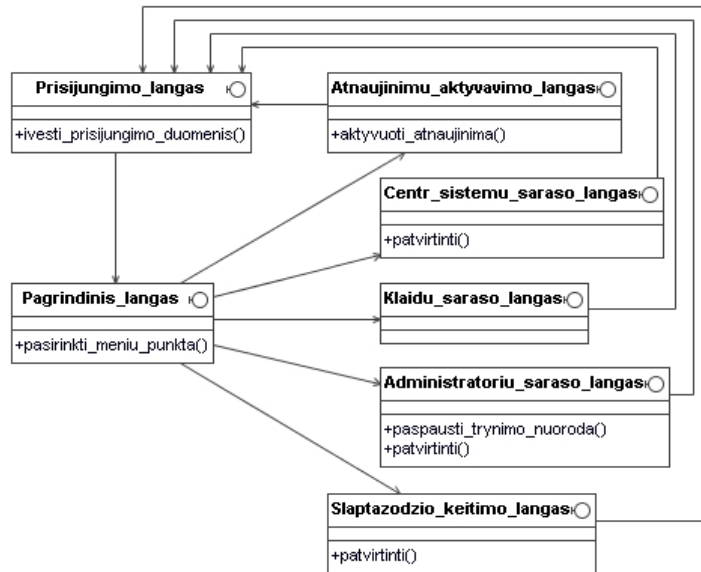 Prisijungimo_langas
+ivesti_prisijungimo_duomenis()
Atnaujinimu_aktyvavimo_langas
+aktyvuoti_atnaujinima()
Centr_sistemu_saraso_langas
+patvirtinti()
Pagrindinis_langas
+pasirinkti_meniu_punkta()
Klaidu_saraso_langas
Administratoriu_saraso_langas
+paspausti_trynimo_nuoroda()
+patvirtinti()
Slaptazodzio_keitimo_langas
+patvirtinti()